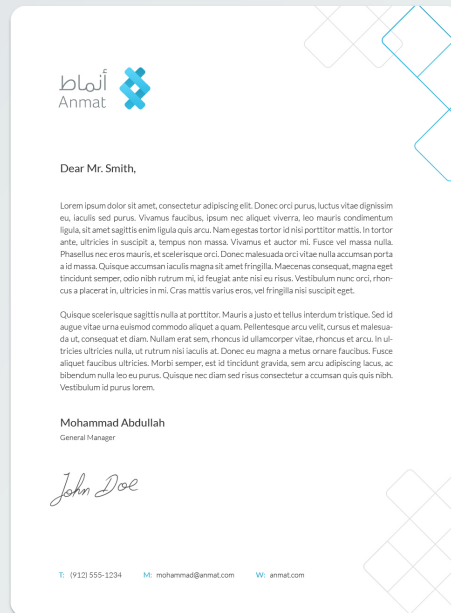 أنماط
Anmat
Dear Mr. Smith,
Lorem ipsum dolor sit amet, consectetur adipiscing elit. Donec orci purus, luctus vitae dignissim
eu, iaculis sed purus. Vivamus faucibus, ipsum nec aliquet viverra, leo mauris condimentum
ligula, sit amet sagittis enim ligula quis arcu. Nam egestas tortor id nisi porttitor mattis. In tortor
ante, ultricies in suscipit a, tempus non massa. Vivamus et auctor mi. Fusce vel massa nulla.
Phasellus nec eros mauris, et scelerisque orci. Donec malesuada orci vitae nulla accumsan porta
a id massa. Quisque accumsan iaculis magna sit amet fringilla. Maecenas consequat, magna eget
tincidunt semper, odio nibh rutrum mi, id feugiat ante nisi eu risus. Vestibulum nunc orci, rhon-
cus a placerat in, ultricies in mi. Cras mattis varius eros, vel fringilla nisi suscipit eget.
Quisque scelerisque sagittis nulla at porttitor. Mauris a justo et tellus interdum tristique. Sed id
augue vitae urna euismod commodo aliquet a quam. Pellentesque arcu velit, cursus et malesua-
da ut, consequat et diam. Nullam erat sem, rhoncus id ullamcorper vitae, rhoncus et arcu. In ul-
tricies ultricies nulla, ut rutrum nisi iaculis at. Donec eu magna a metus ornare faucibus. Fusce
aliquet faucibus ultricies. Morbi semper, est id tincidunt gravida, sem arcu adipiscing lacus, ac
bibendum nulla leo eu purus. Quisque nec diam sed risus consectetur a ccumsan quis quis nibh.
Vestibulum id purus lorem.
Mohammad Abdullah
General Manager
John Doe
T: (912) 555-1234 M: mohammad@anmat.com W: anmat.com